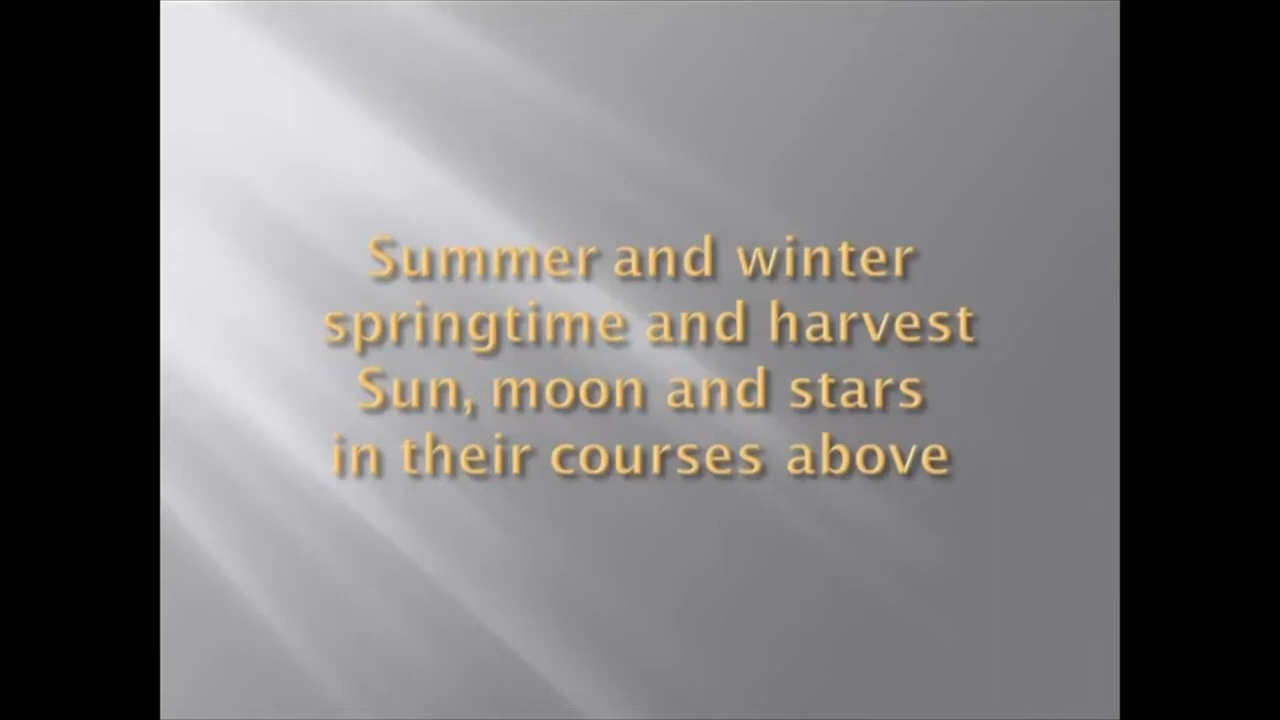 Summer and winter
springtime and harvest
Sun, moon and stars
in their courses above